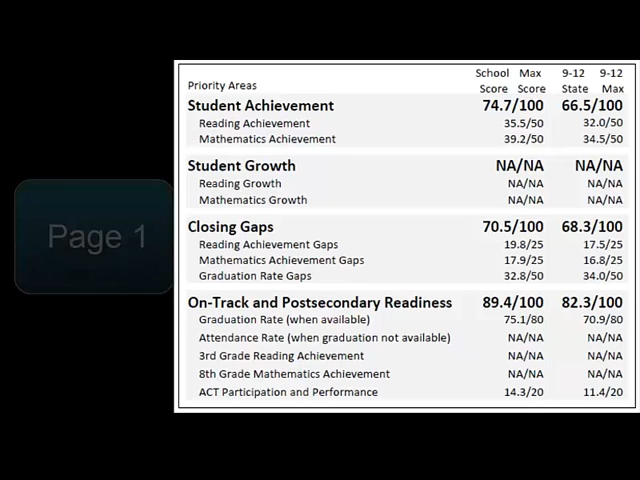 Page 1
School Max 9-12 9-12
Priority Areas Score Score State Max
Student Achievement 74.7/100 66.5/100
Reading Achievement 35.5/50 32.0/50
Mathematics Achievement 39.2/50 34.5/50
Student Growth NA/NA NA/NA
Reading Growth NA/NA NA/NA
Mathematics Growth NA/NA NA/NA
Closing Gaps 70.5/100 68.3/100
Reading Achievement Gaps 19.8/25 17.5/25
Mathematics Achievement Gaps 17.9/25 16.8/25
Graduation Rate Gaps 32.8/50 34.0/50
On-Track and Postsecondary Readiness 89.4/100 82.3/100
Graduation Rate (when available) 75.1/80 70.9/80
Attendance Rate (when graduation not available) NA/NA NA/NA
3rd Grade Reading Achievement NA/NA NA/NA
8th Grade Mathematics Achievement NA/NA NA/NA
ACT Participation and Performance 14.3/20 11.4/20